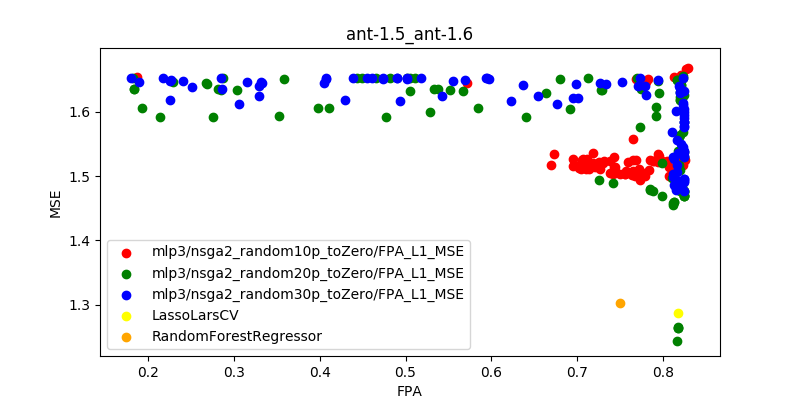 ant-1.5_ant-1.6
MSE
1.6
1.5
1.4
1.3
mlp3/nsga2_random10p_toZero/FPA_L1_MSE
mlp3/nsga2_random20p_toZero/FPA_L1_MSE
mlp3/nsga2_random30p_toZero/FPA_L1_MSE
LassoLarsCV
RandomForestRegressor
0.2 0.3 0.4 0.5 0.6 0.7 0.8
FPA